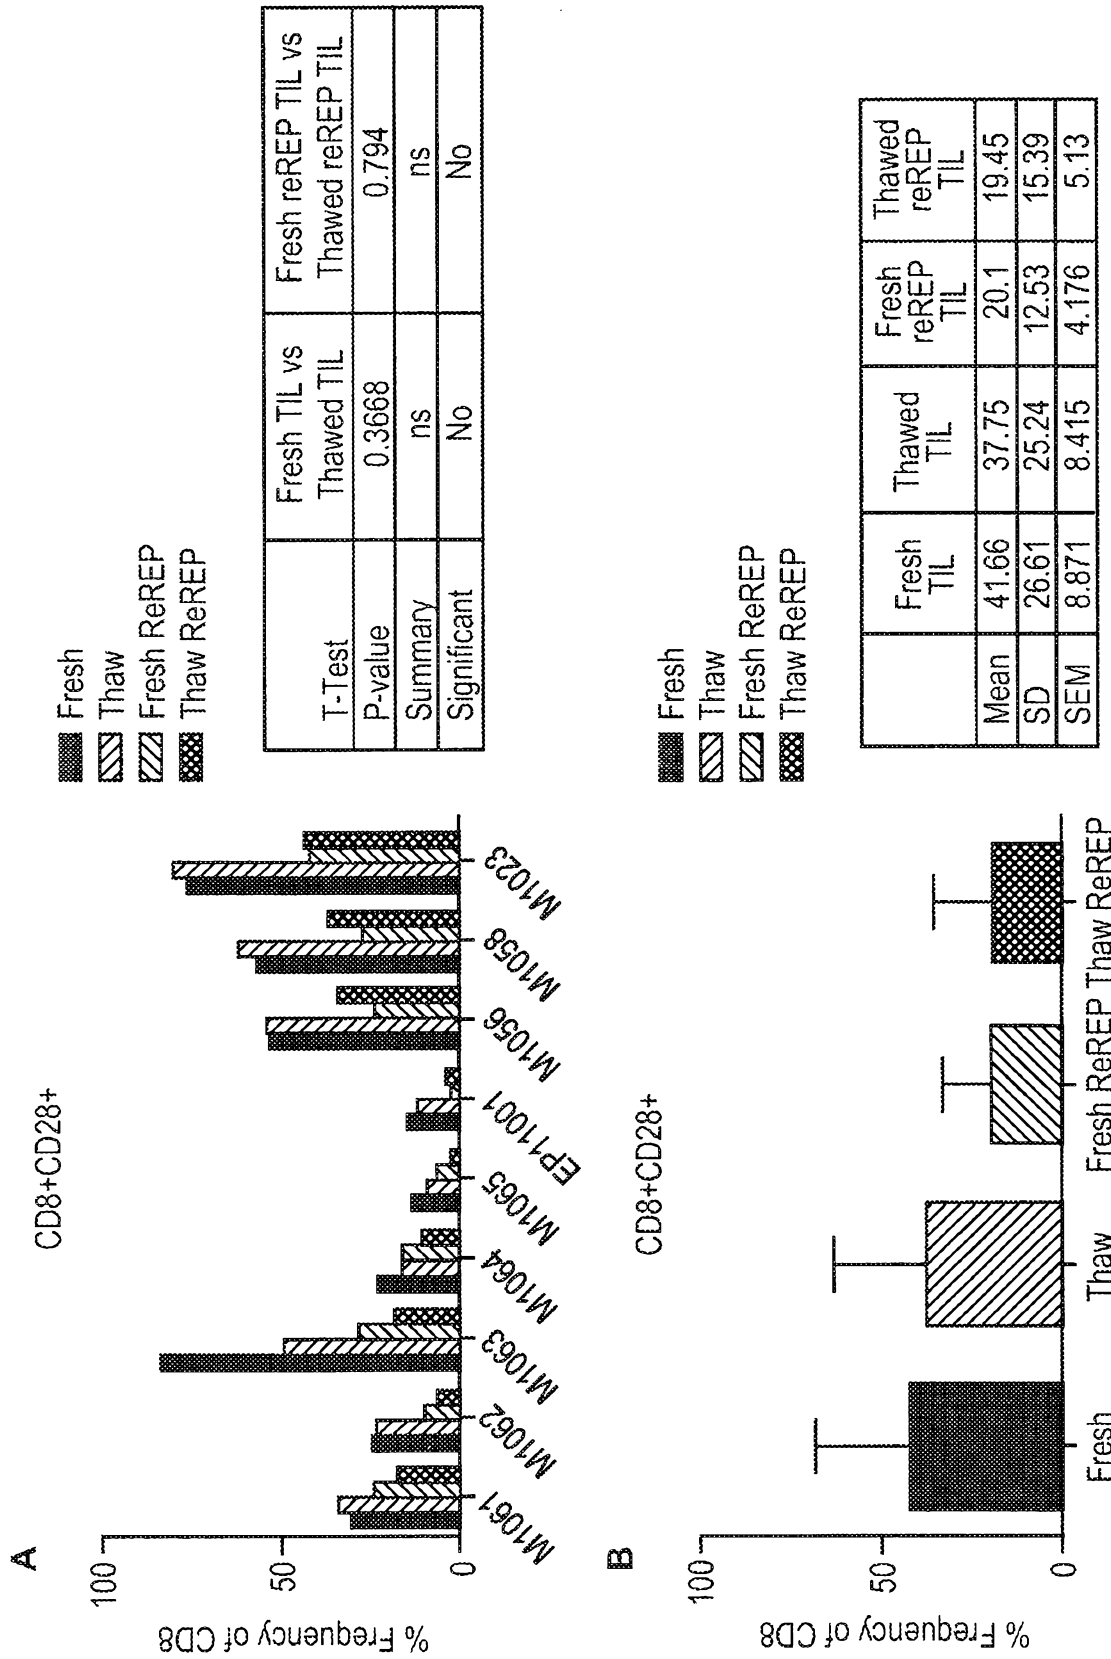 A
CD8+CD28+
% Frequency of CD8
100
50
0
M1061
M1062
M1063
M1064
M1065
EP11001
M1056
M1058
M1023
Fresh
Thaw
Fresh ReREP
Thaw ReREP
T-Test
Fresh TIL vs Thawed TIL
Fresh reREP TIL vs Thawed reREP TIL
P-value 0.3668 0.794
Summary ns ns
Significant No No
B
CD8+CD28+
% Frequency of CD8
100
50
0
Fresh Thaw Fresh ReREP Thaw ReREP
Fresh
Thaw
Fresh ReREP
Thaw ReREP
Fresh TIL
Thawed TIL
Fresh reREP TIL
Thawed reREP TIL
Mean 41.66 37.75 20.1 19.45
SD 26.61 25.24 12.53 15.39
SEM 8.871 8.415 4.176 5.13